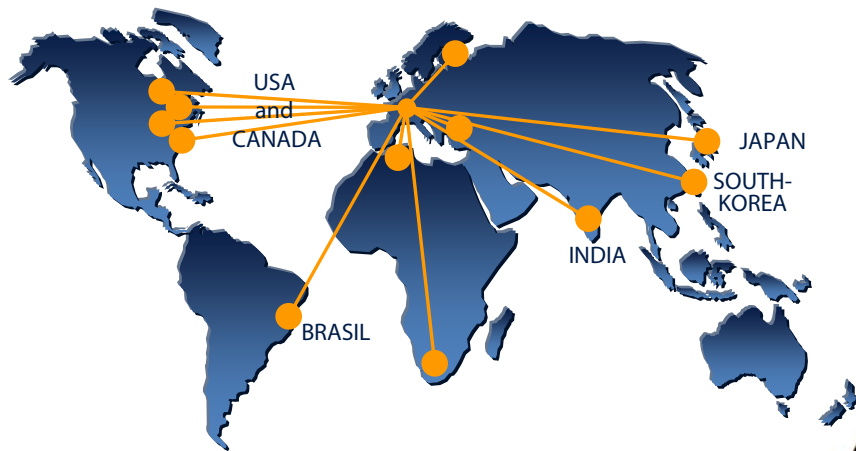 USA
and
CANADA
JAPAN
SOUTH-
KOREA
INDIA
BRASIL